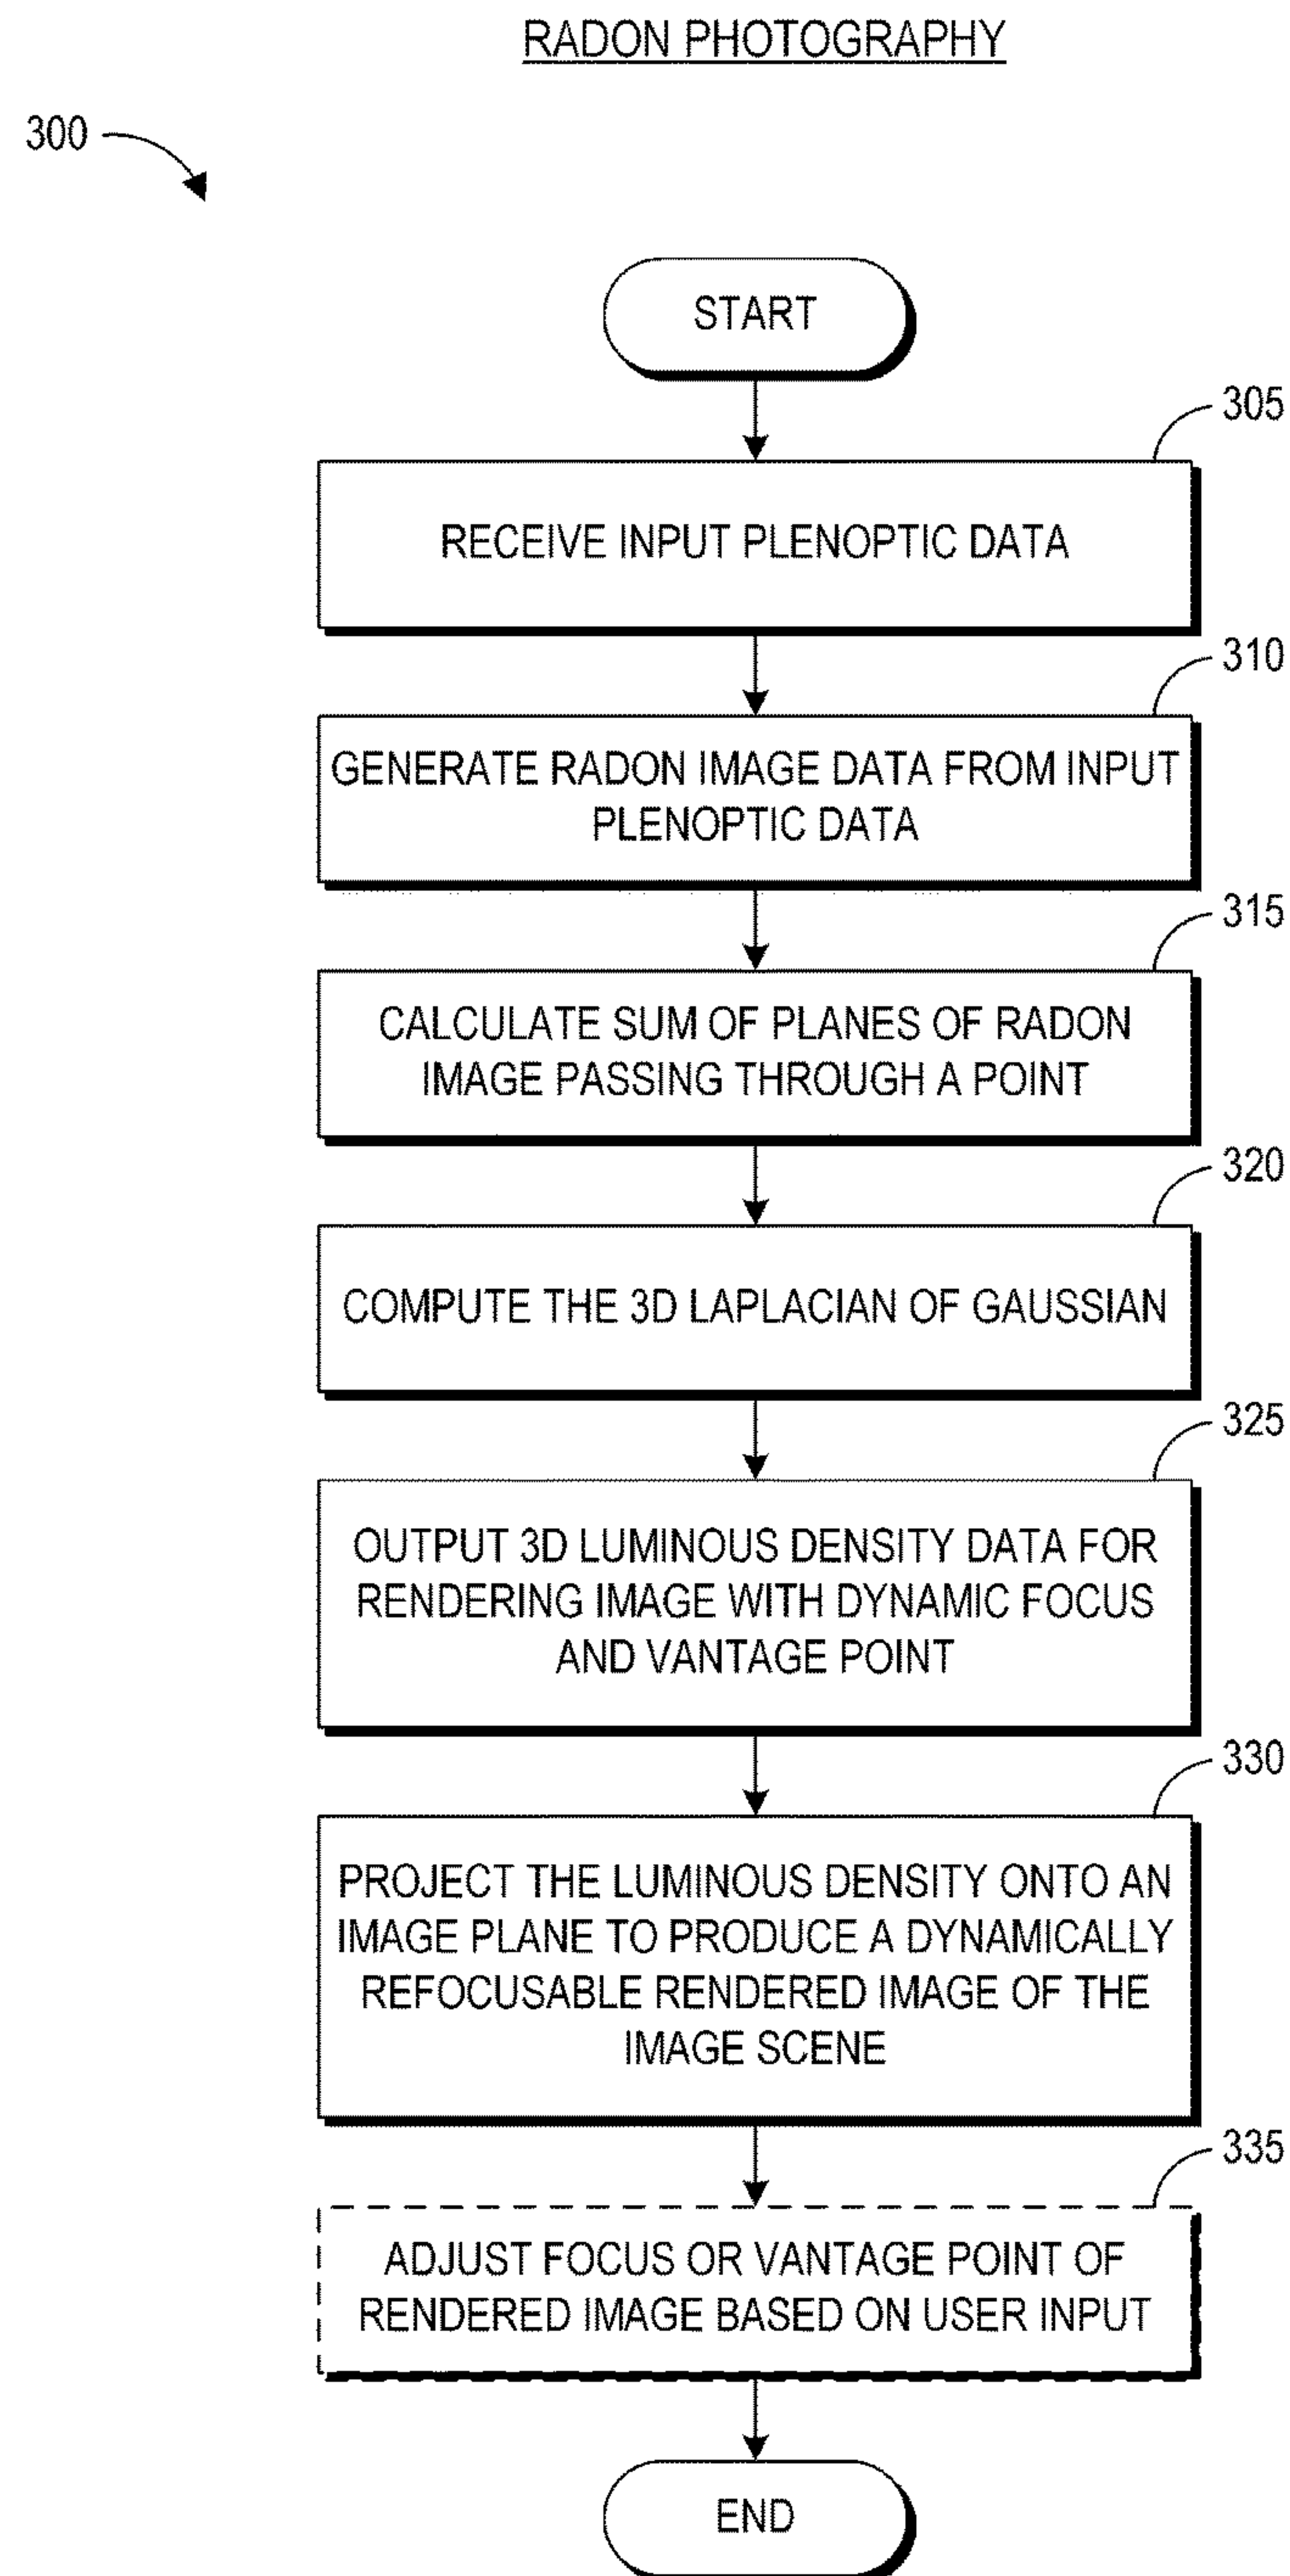 RADON PHOTOGRAPHY
300
START
305
RECEIVE INPUT PLENOPTIC DATA
310
GENERATE RADON IMAGE DATA FROM INPUT
PLENOPTIC DATA
315
CALCULATE SUM OF PLANES OF RADON
IMAGE PASSING THROUGH A POINT
320
COMPUTE THE 3D LAPLACIAN OF GAUSSIAN
325
OUTPUT 3D LUMINOUS DENSITY DATA FOR
RENDERING IMAGE WITH DYNAMIC FOCUS
AND VANTAGE POINT
330
PROJECT THE LUMINOUS DENSITY ONTO AN
IMAGE PLANE TO PRODUCE A DYNAMICALLY
REFOCUSABLE RENDERED IMAGE OF THE
IMAGE SCENE
335
ADJUST FOCUS OR VANTAGE POINT OF
RENDERED IMAGE BASED ON USER INPUT
END